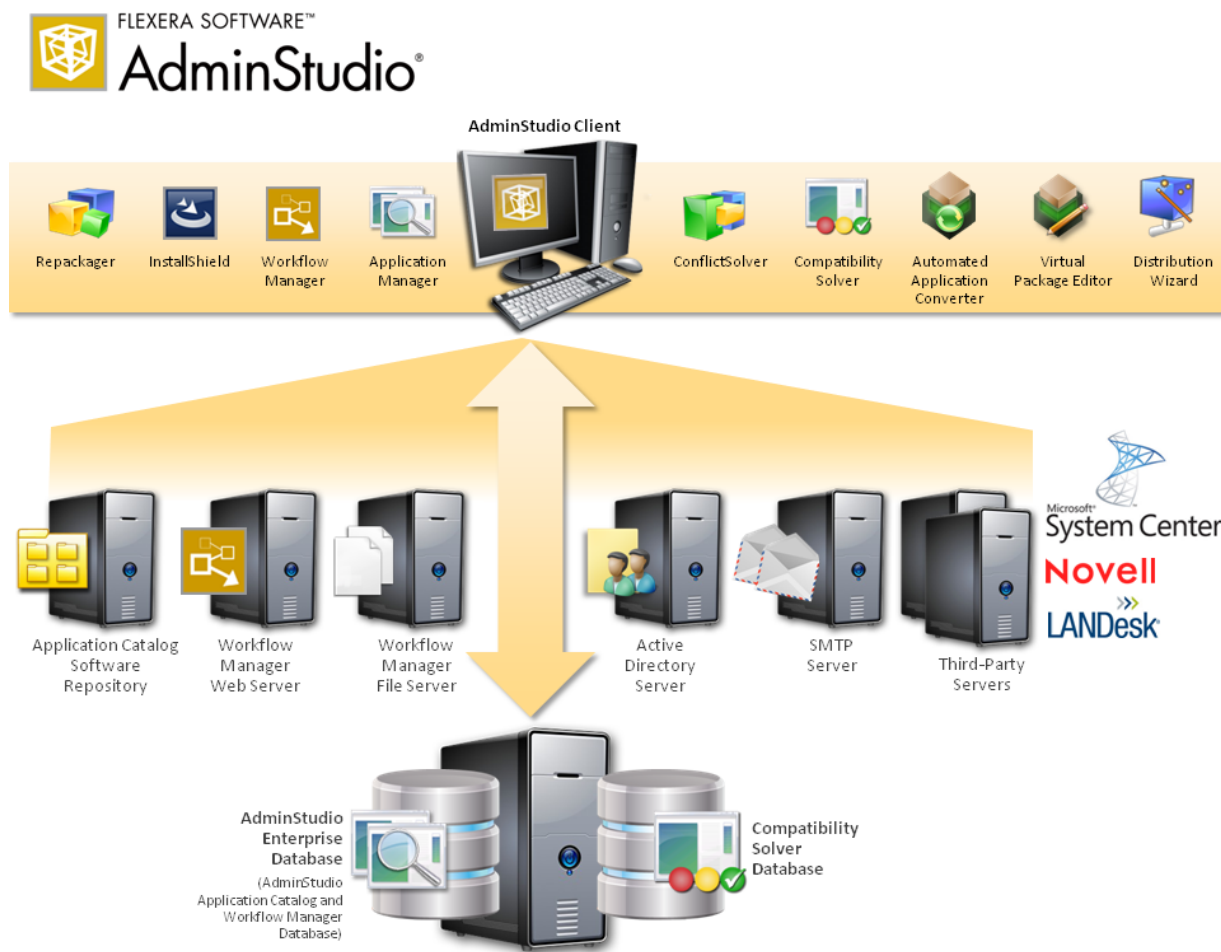 FLEXERA SOFTWARE™
AdminStudio®
AdminStudio Client
Repackager
InstallShield
Workflow
Manager
Application
Manager
ConflictSolver
Compatibility
Solver
Automated
Application
Converter
Virtual
Package Editor
Distribution
Wizard
Microsoft®
System Center
Novell
LANDesk®
Application Catalog
Software
Repository
Workflow
Manager
Web Server
Workflow
Manager
File Server
Active
Directory
Server
SMTP
Server
Third-Party
Servers
AdminStudio
Enterprise
Database
(AdminStudio
Application Catalog and
Workflow Manager
Database)
Compatibility
Solver
Database